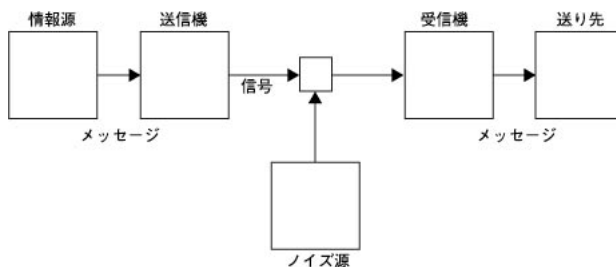 情報源
送信機
受信機
送り先
信号
メッセージ
メッセージ
ノイズ源